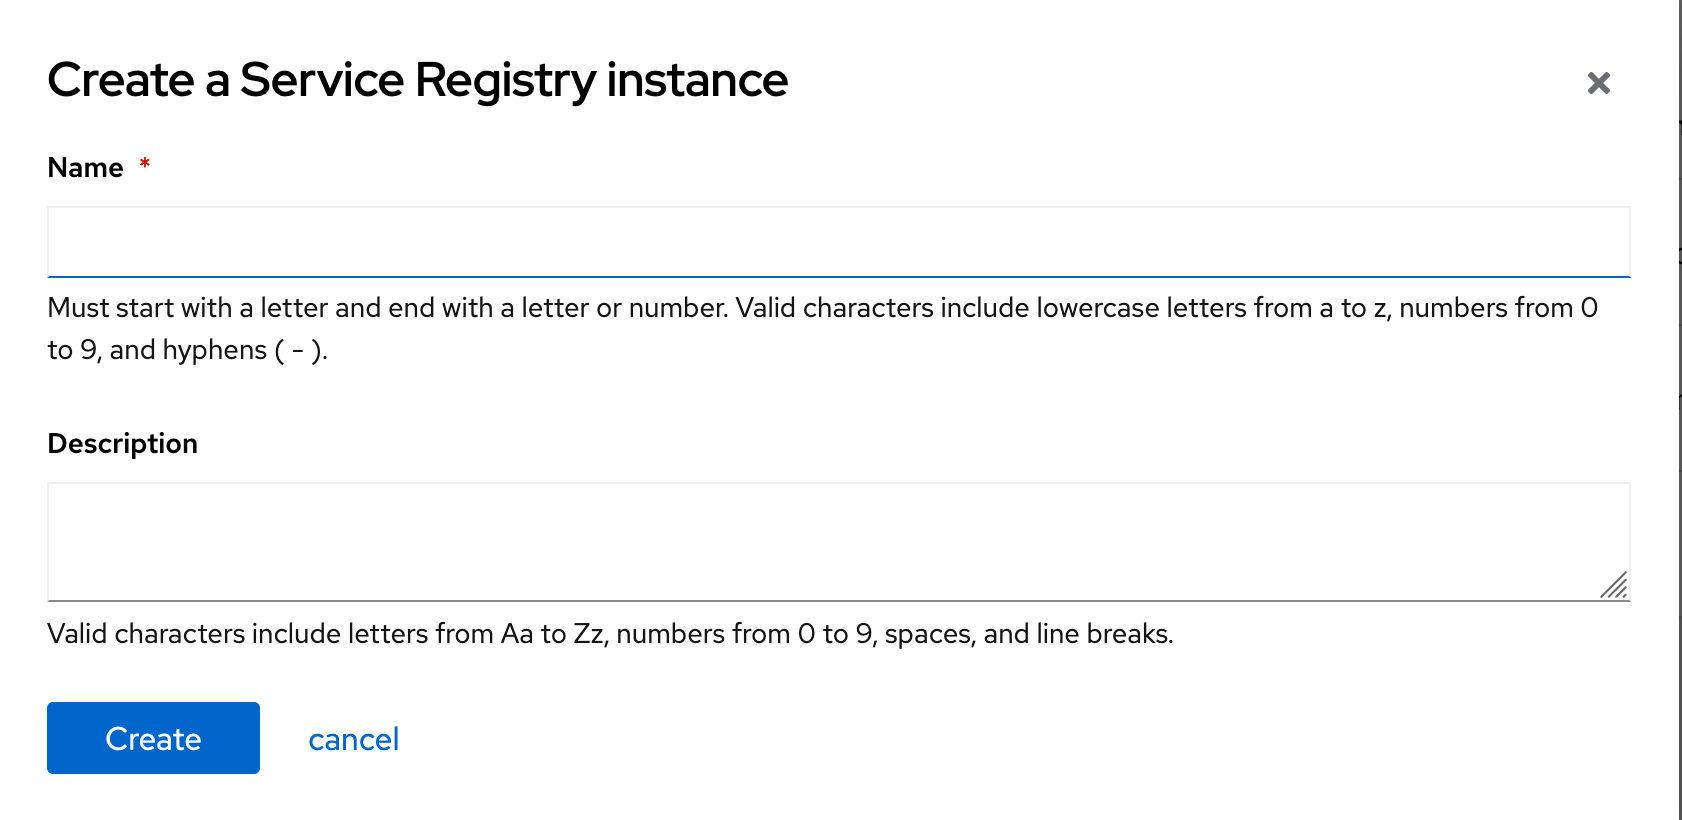 Create a Service Registry instance
Name *
Must start with a letter and end with a letter or number. Valid characters include lowercase letters from a to z, numbers from 0
to 9, and hyphens ( - ).
Description
Valid characters include letters from Aa to Zz, numbers from 0 to 9, spaces, and line breaks.
Create cancel